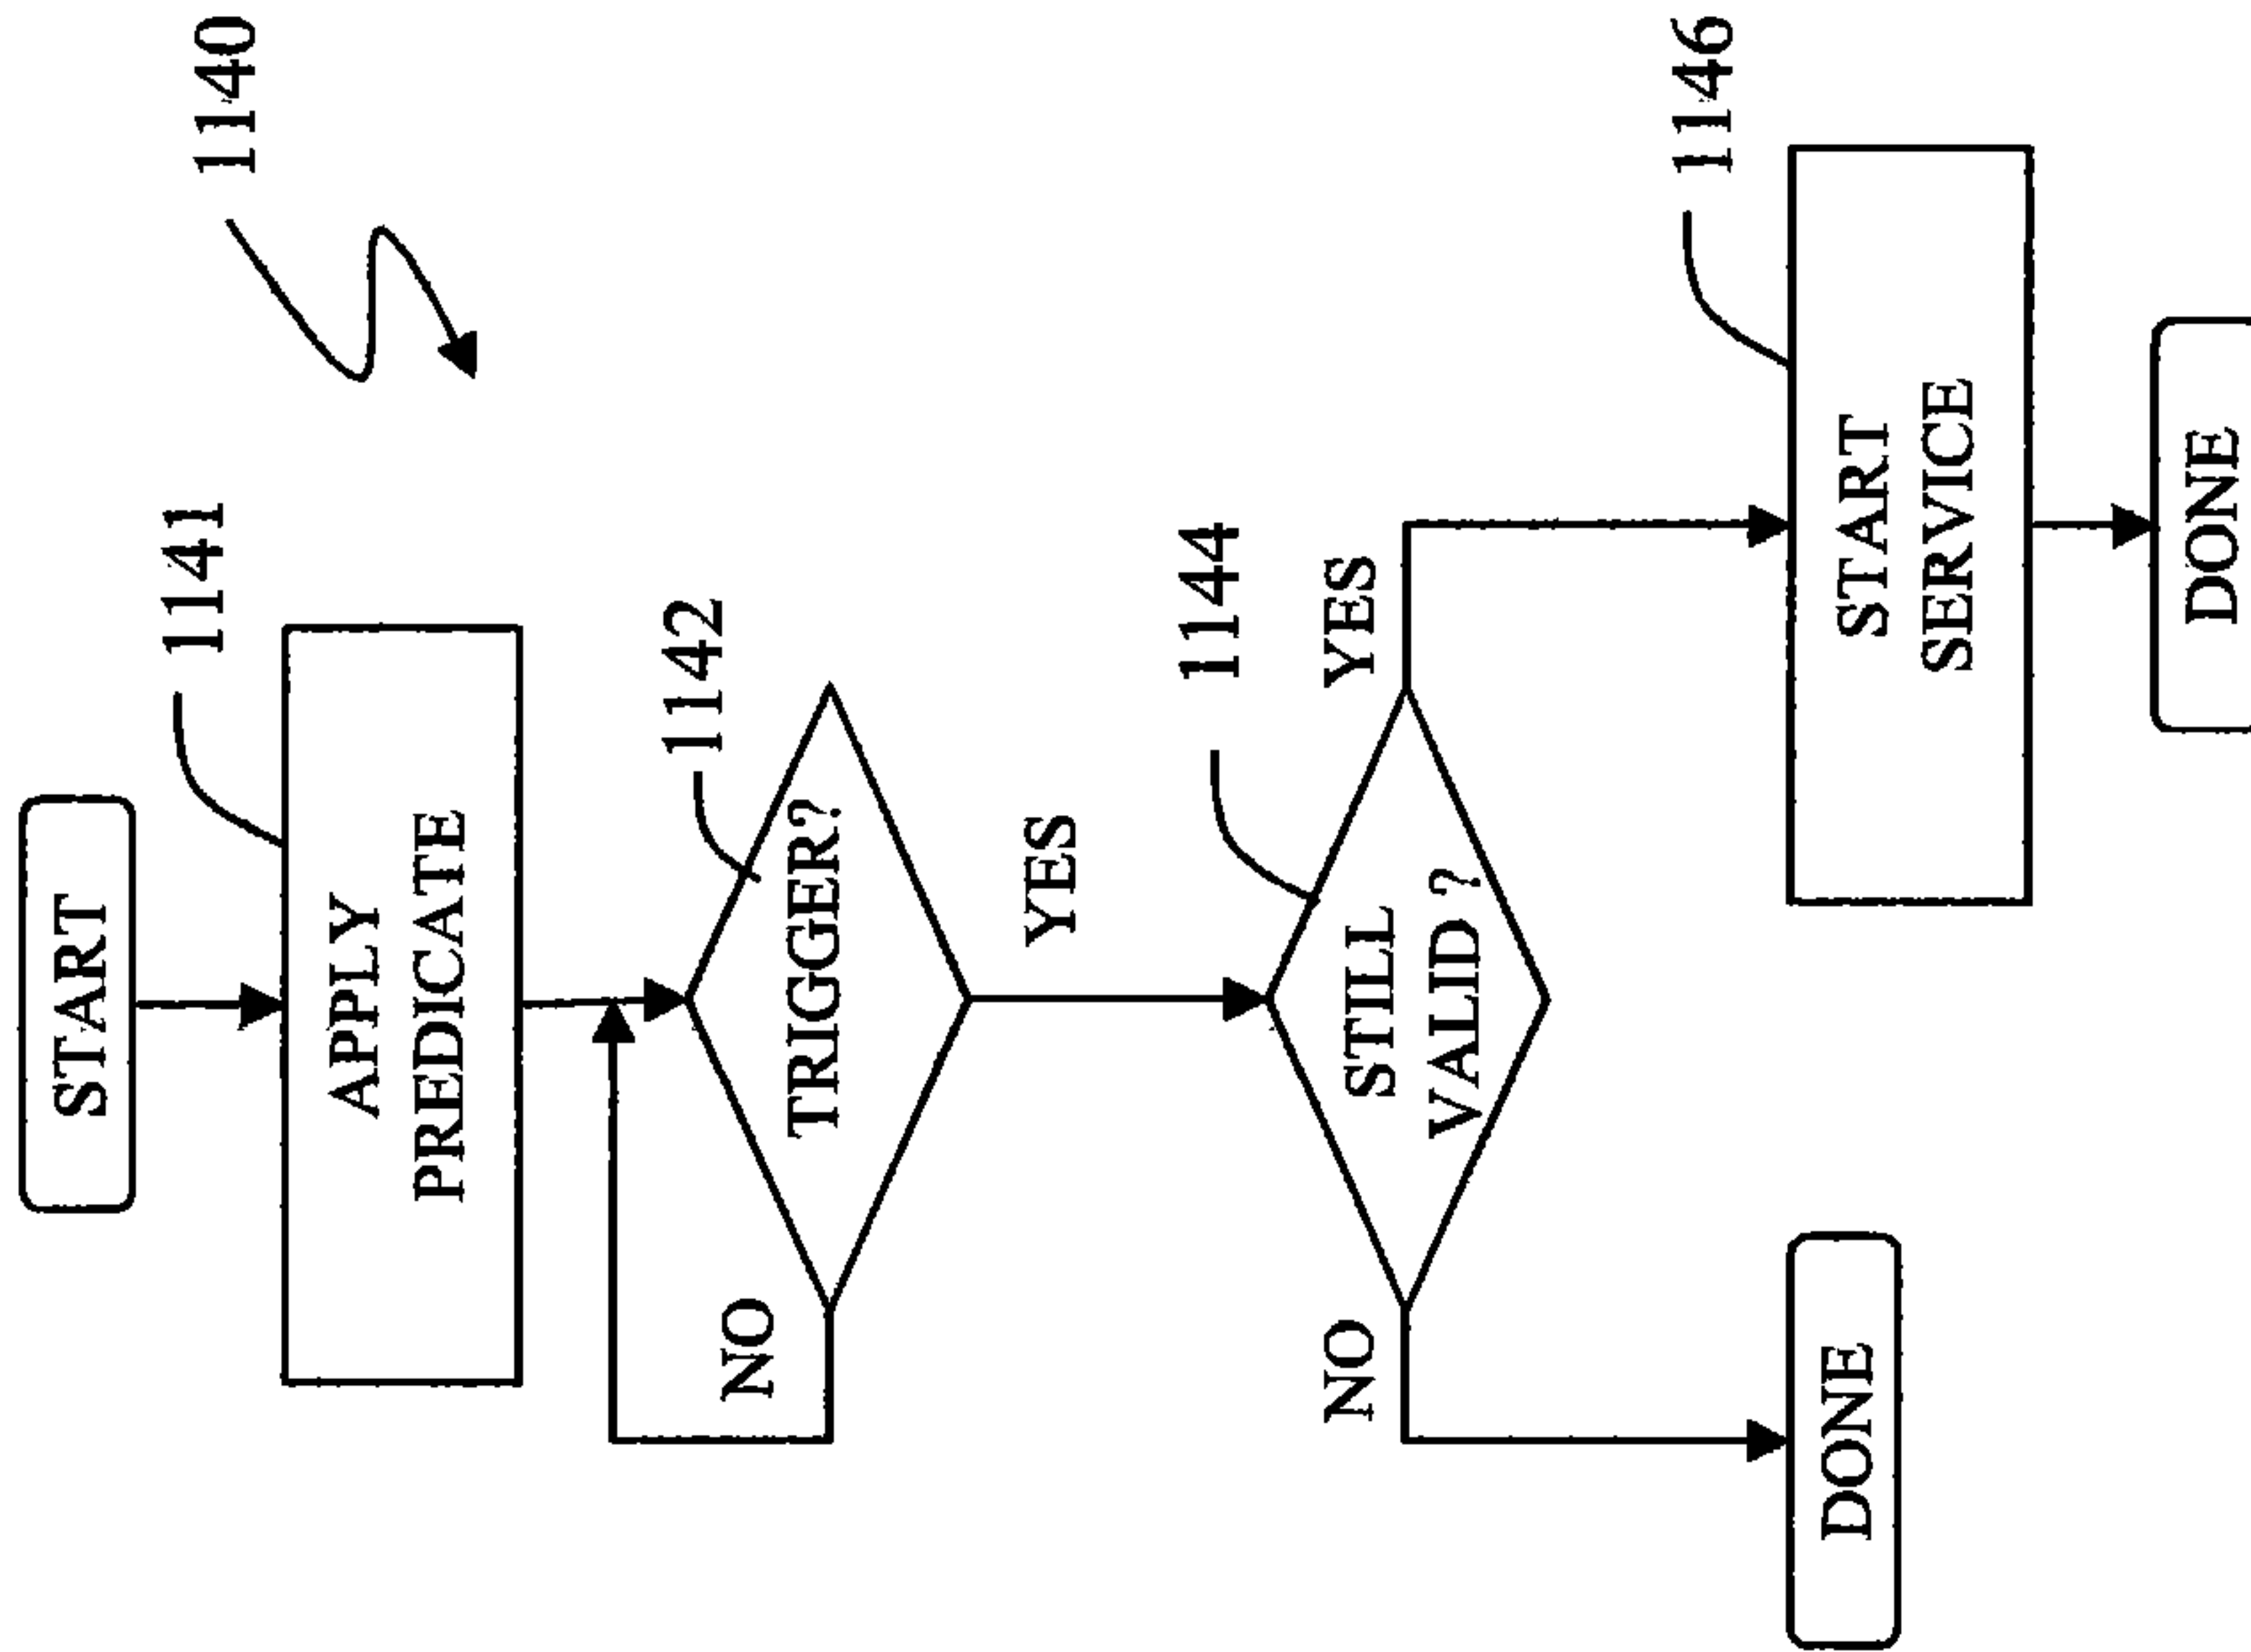 1140
START
1141
APPLY
PREDICATE
1142
TRIGGER?
NO
YES
1144
STILL
VALID ?
NO
YES
1146
START
SERVICE
DONE
DONE